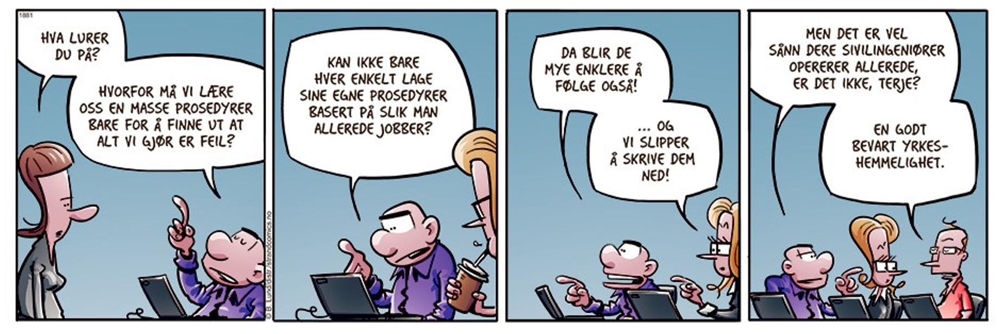 1881
HVA LURER
DU PÅ?
HVORFOR MÅ VI LÆRE
OSS EN MASSE PROSEDYRER
BARE FOR Å FINNE UT AT
ALT VI GJØR ER FEIL?
© B. Lund/distr./strandcomics.no
KAN IKKE BARE
HVER ENKELT LAGE
SINE EGNE PROSEDYRER
BASERT PÅ SLIK MAN
ALLEREDE JOBBER?
DA BLIR DE
MYE ENKLERE Å
FØLGE OGSÅ!
... OG
VI SLIPPER
Å SKRIVE DEM
NED!
MEN DET ER VEL
SÅNN DERE SIVILINGENIØRER
OPERERER ALLEREDE,
ER DET IKKE, TERJE?
EN GODT
BEVART YRKES-
HEMMELIGHET.